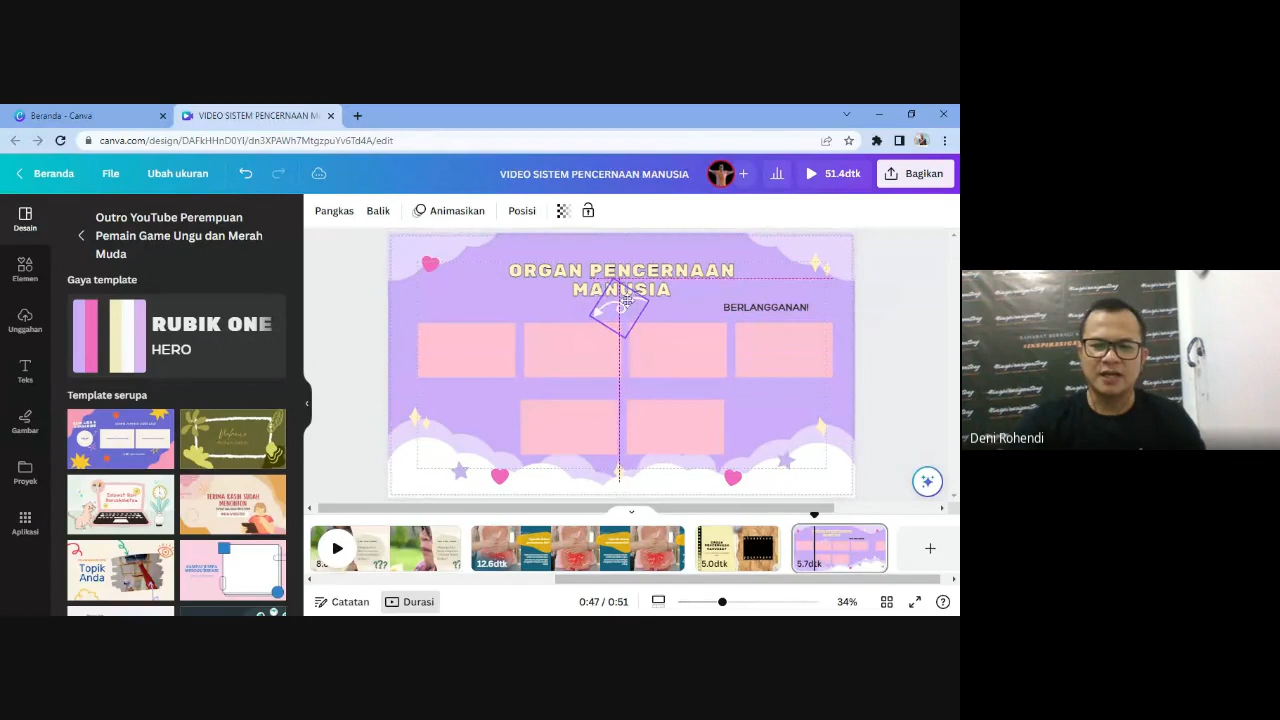 Beranda - Canva
VIDEO SISTEM PENCERNAAN M
canva.com/design/DAFkHHnD0YI/dn3XPAWh7MtgzpuYv6Td4A/edit
Beranda
File
Ubah ukuran
VIDEO SISTEM PENCERNAAN MANUSIA
51.4dtk
Bagikan
Desain
Elemen
Unggahan
Teks
Gambar
Proyek
Aplikasi
Outro YouTube Perempuan
Pemain Game Ungu dan Merah
Muda
Gaya template
RUBIK ONE
HERO
Template serupa
TERIMA KASIH SUDAH
MENONTON
Topik
Anda
Pangkas
Balik
Animasikan
Posisi
ORGAN PENCERNAAN
MANUSIA
BERLANGGANAN!
???
12.6dtk
5.0dtk
5.7dtk
Catatan
Durasi
0:47 / 0:51
34%
Deni Rohendi